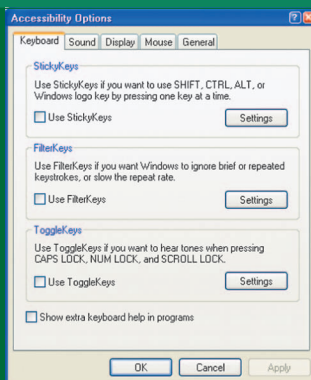 Accessibility Options
Keyboard Sound Display Mouse General
StickyKeys
Use StickyKeys if you want to use SHIFT, CTRL, ALT, or
Windows logo key by pressing one key at a time.
Use StickyKeys Settings
FilterKeys
Use FilterKeys if you want Windows to ignore brief or repeated
keystrokes, or slow the repeat rate.
Use FilterKeys Settings
ToggleKeys
Use ToggleKeys if you want to hear tones when pressing
CAPS LOCK, NUM LOCK, and SCROLL LOCK.
Use ToggleKeys Settings
Show extra keyboard help in programs
OK Cancel Apply